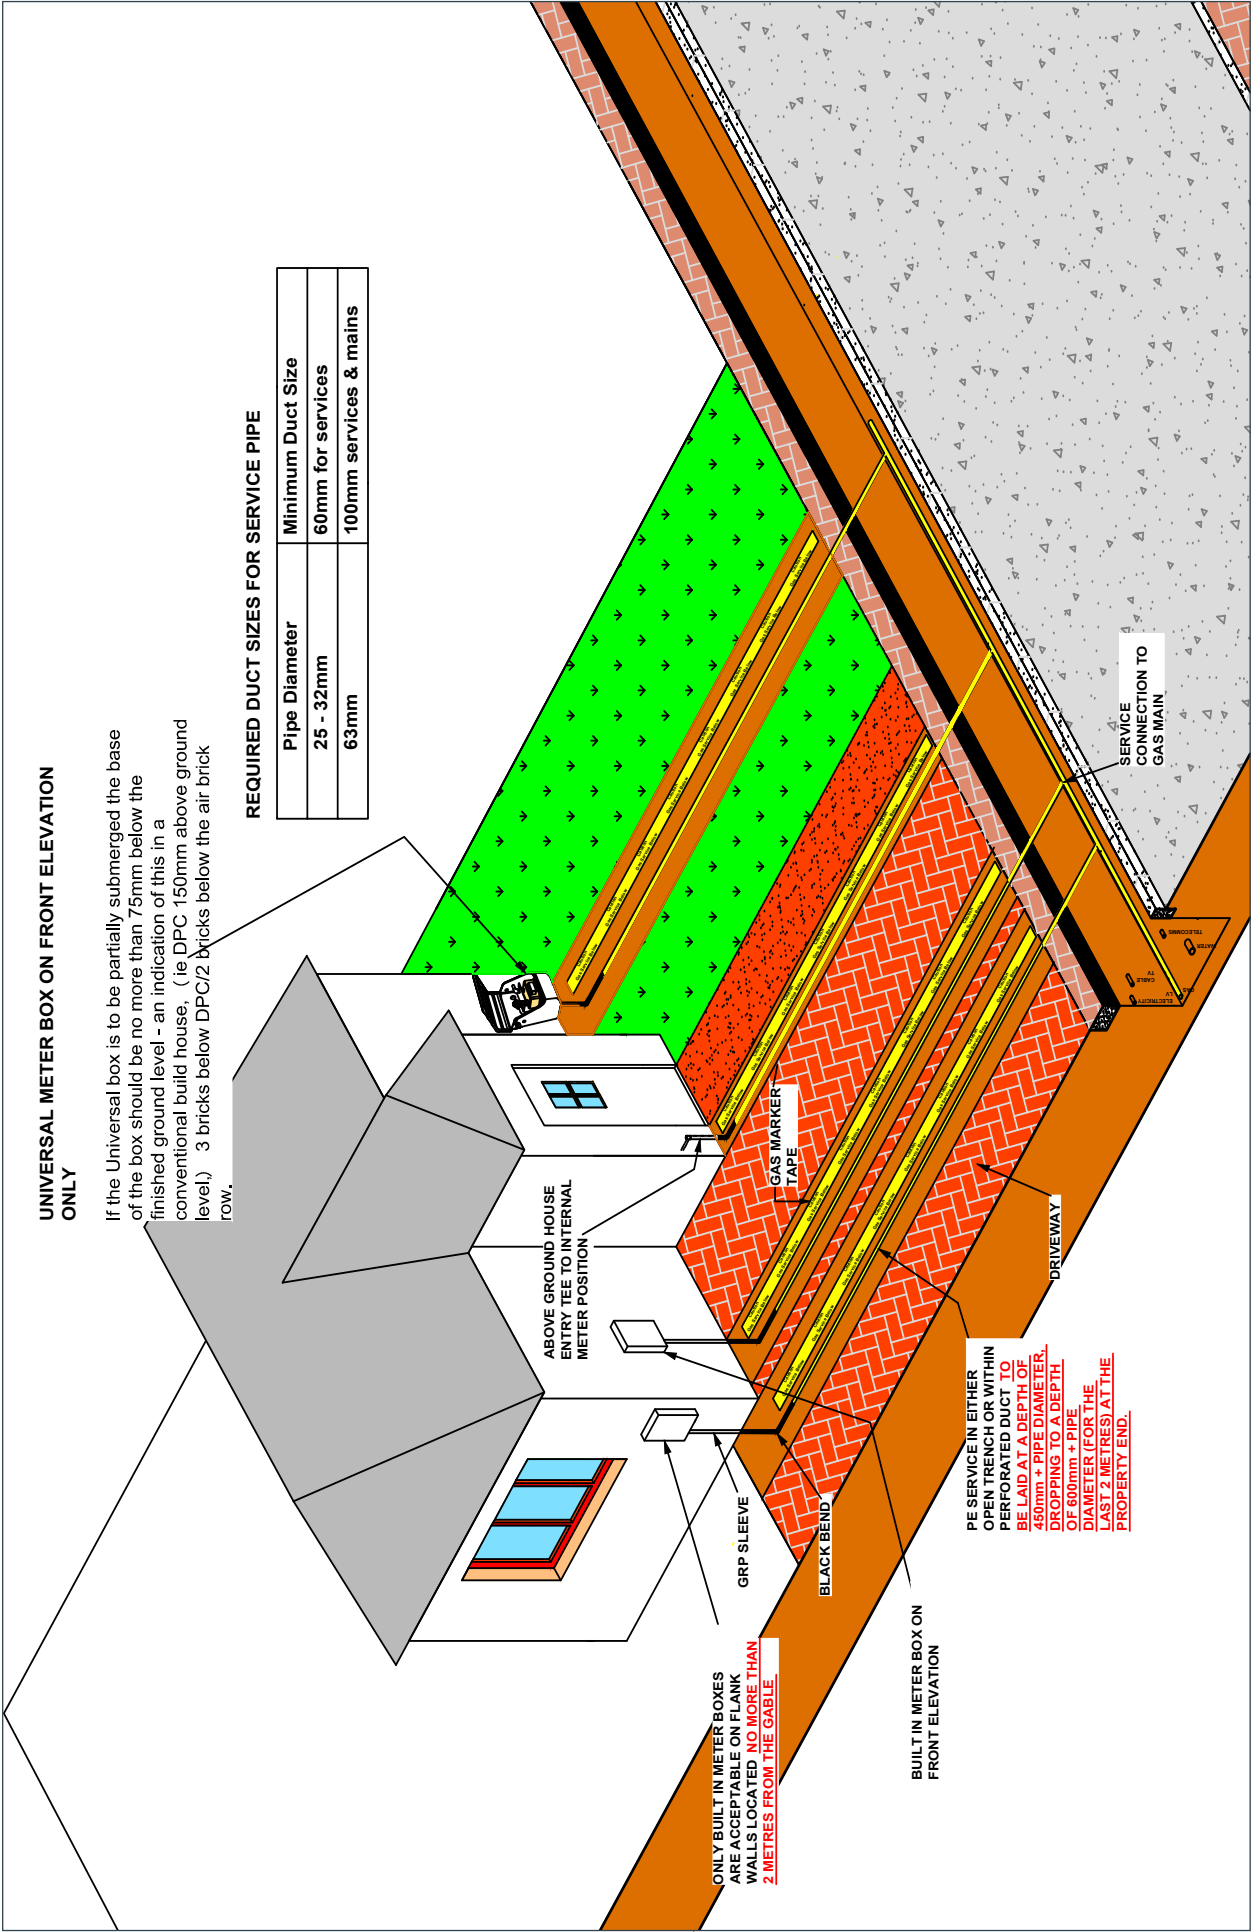 UNIVERSAL METER BOX ON FRONT ELEVATION
ONLY
If the Universal box is to be partially submerged the base
of the box should be no more than 75mm below the
finished ground level - an indication of this in a
conventional build house, ( ie DPC 150mm above ground
level,) 3 bricks below DPC/2 bricks below the air brick
row.
REQUIRED DUCT SIZES FOR SERVICE PIPE
Pipe Diameter Minimum Duct Size
25 - 32mm 60mm for services
63mm 100mm services & mains
ABOVE GROUND HOUSE
ENTRY TEE TO INTERNAL
METER POSITION
GAS MARKER
TAPE
SERVICE
CONNECTION TO
GAS MAIN
ONLY BUILT IN METER BOXES
ARE ACCEPTABLE ON FLANK
WALLS LOCATED NO MORE THAN
2 METRES FROM THE GABLE
GRP SLEEVE
BLACK BEND
BUILT IN METER BOX ON
FRONT ELEVATION
PE SERVICE IN EITHER
OPEN TRENCH OR WITHIN
PERFORATED DUCT TO
BE LAID AT A DEPTH OF
450mm + PIPE DIAMETER,
DROPPING TO A DEPTH
OF 600mm + PIPE
DIAMETER (FOR THE
LAST 2 METRES) AT THE
PROPERTY END.
DRIVEWAY
ELECTRICITY
LV
GAS
CABLE
TV
WATER
TELECOMMS